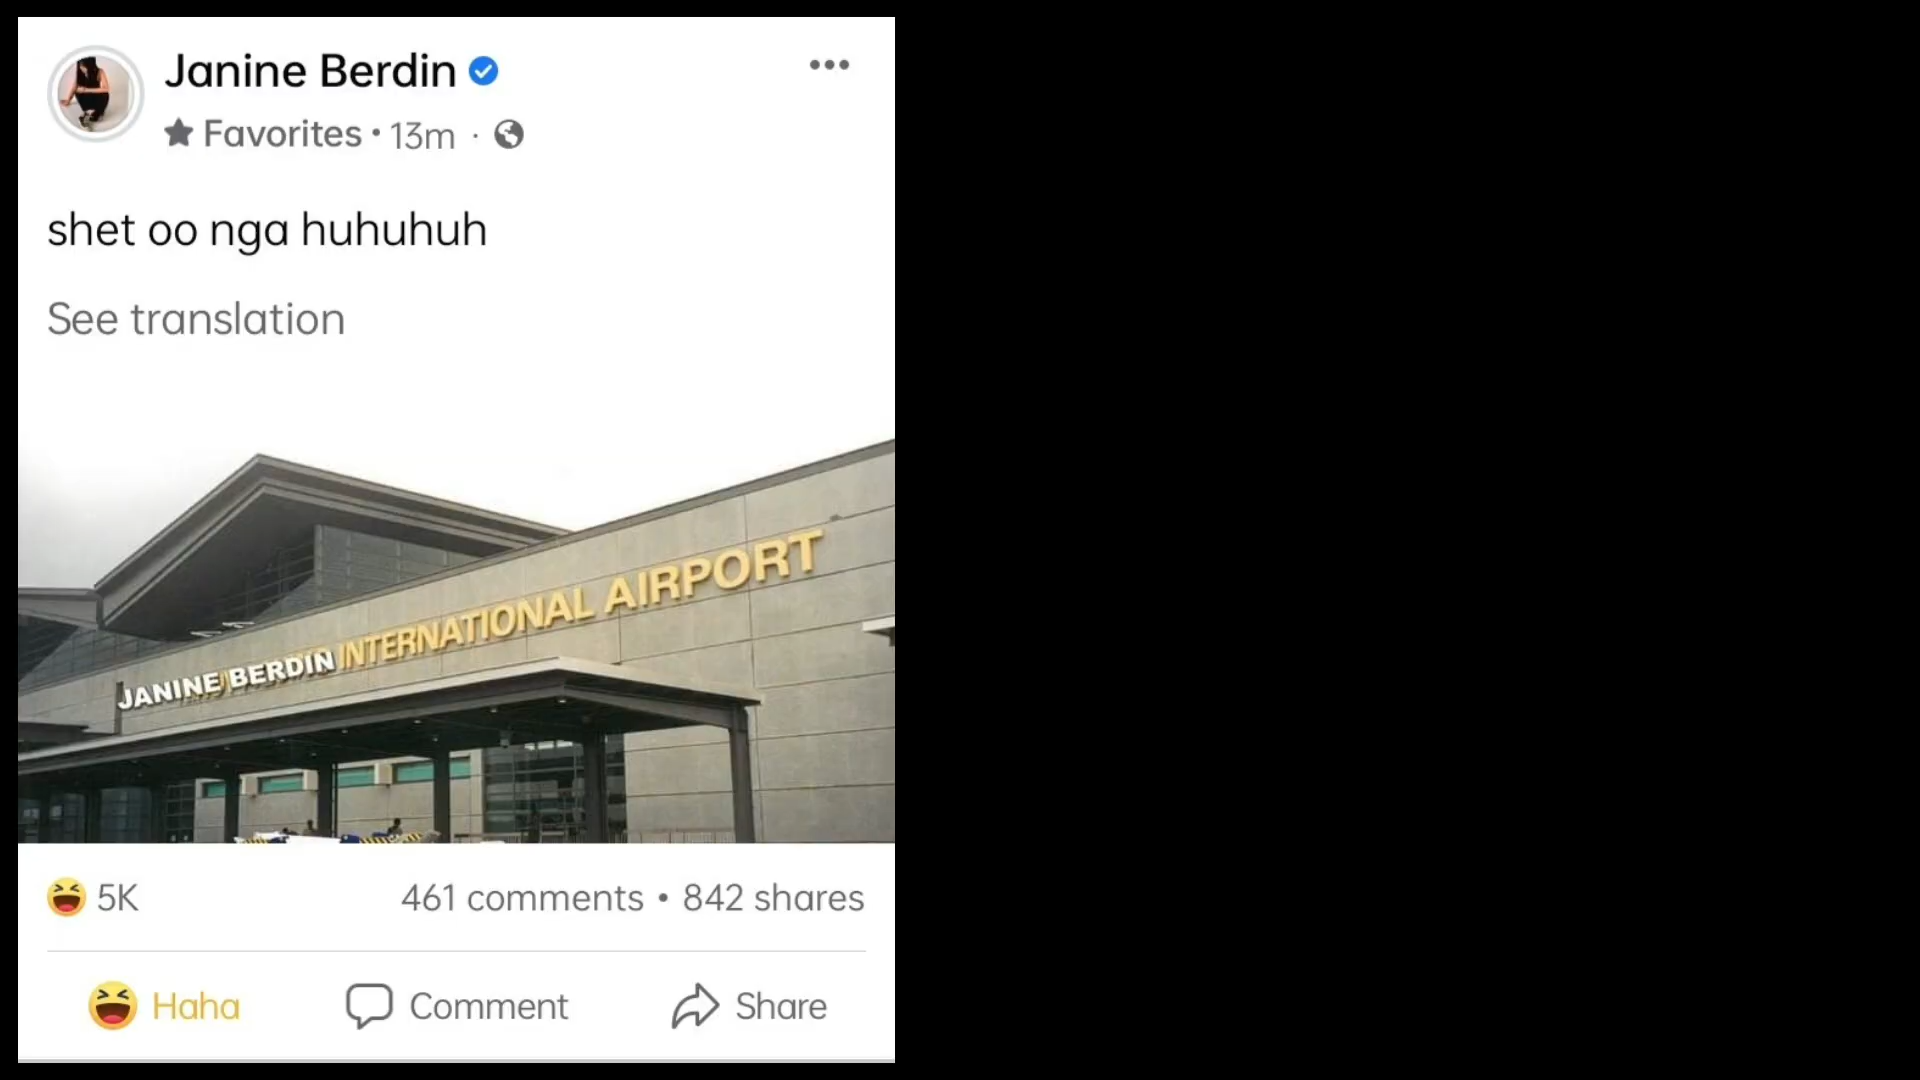 Janine Berdin
Favorites • 13m ·
shet oo nga huhuhuh
See translation
JANINE BERDIN INTERNATIONAL AIRPORT
5K
461 comments • 842 shares
Haha
Comment
Share